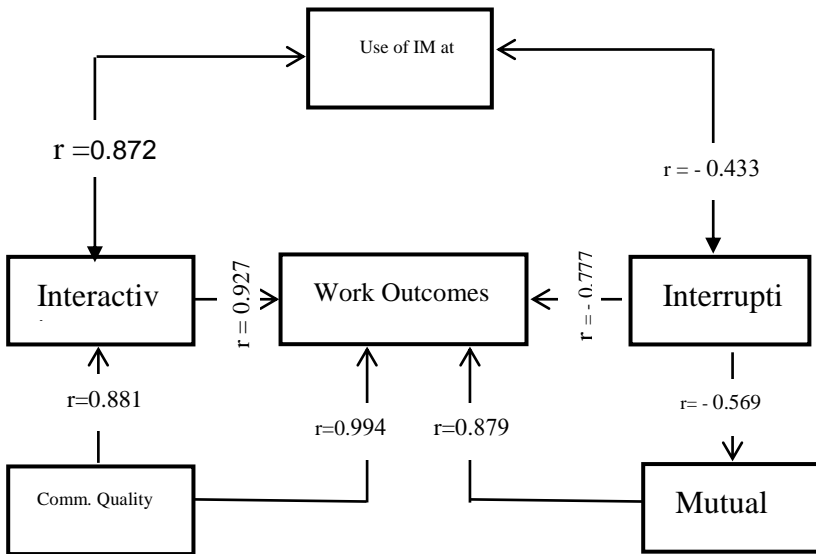 Use of IM at
r =0.872
r = - 0.433
Interactiv
r = 0.927
Work Outcomes
r = - 0.777
Interrupti
r=0.881
r=0.994
r=0.879
r= - 0.569
Comm. Quality
Mutual